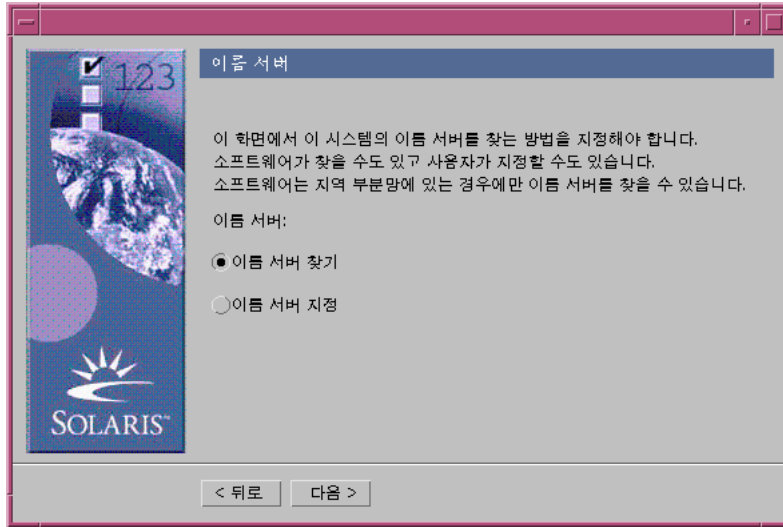 이름 서버
123
이 화면에서 이 시스템의 이름 서버를 찾는 방법을 지정해야 합니다.
소프트웨어가 찾을 수도 있고 사용자가 지정할 수도 있습니다.
소프트웨어는 지역 부분망에 있는 경우에만 이름 서버를 찾을 수 있습니다.
이름 서버:
이름 서버 찾기
이름 서버 지정
SOLARIS™
< 뒤로 다음 >